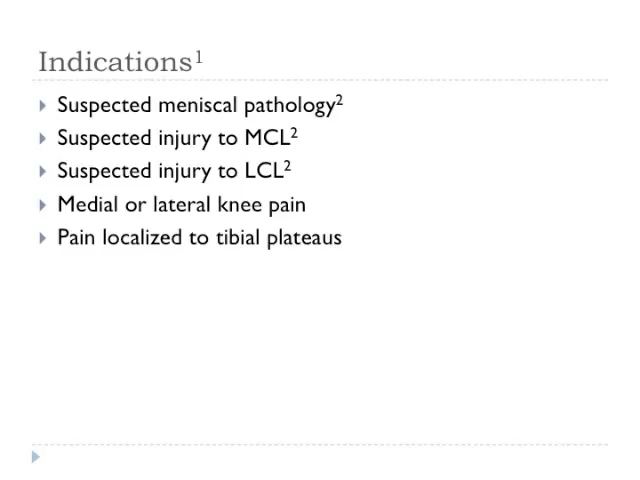 Indications¹
Suspected meniscal pathology²
Suspected injury to MCL²
Suspected injury to LCL²
Medial or lateral knee pain
Pain localized to tibial plateaus